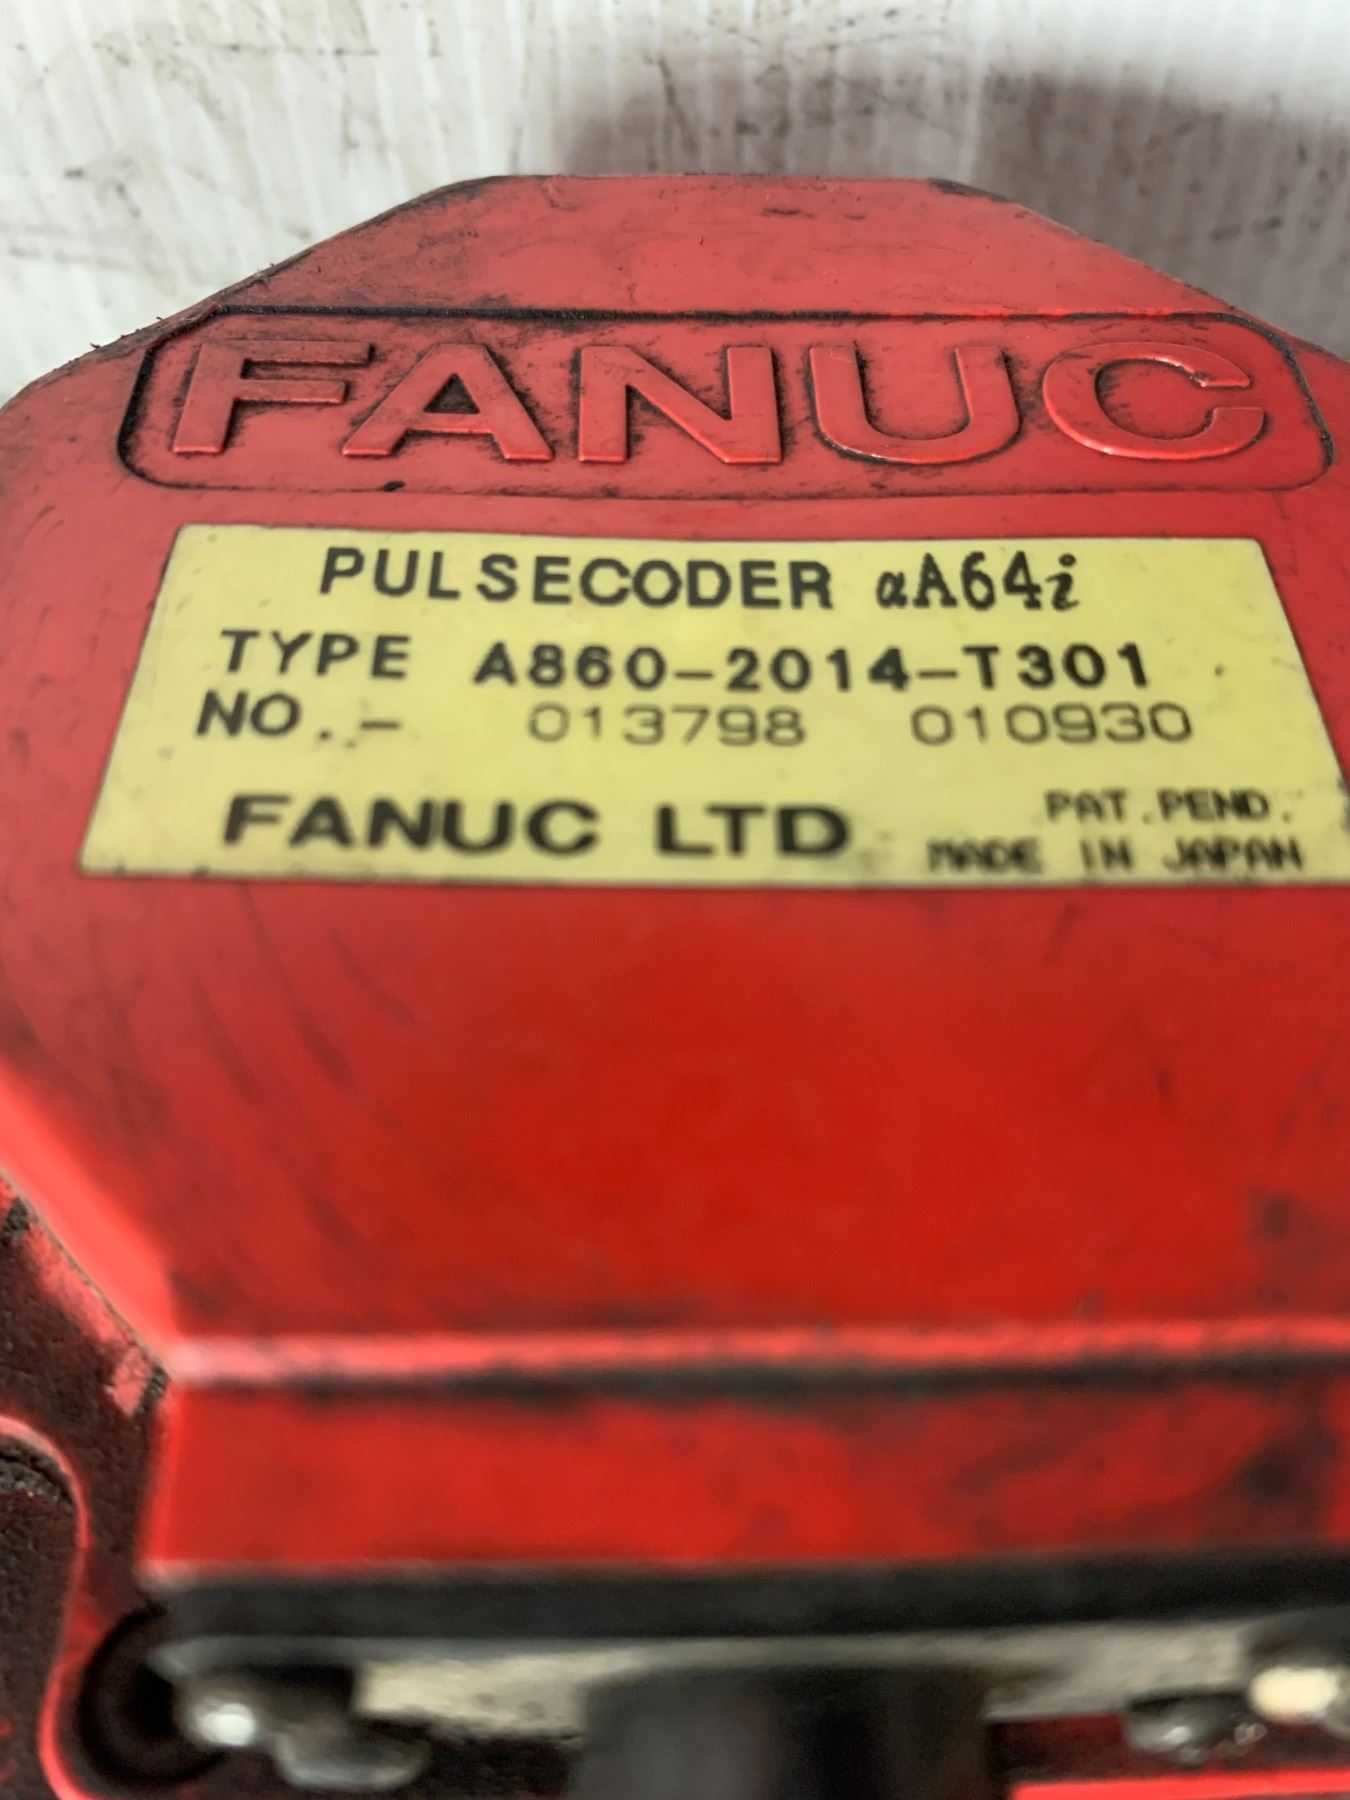 FANUC
PULSECODER αA64i
TYPE A860-2014-T301
NO.- 013798 010930
FANUC LTD PAT.PEND.
MADE IN JAPAN